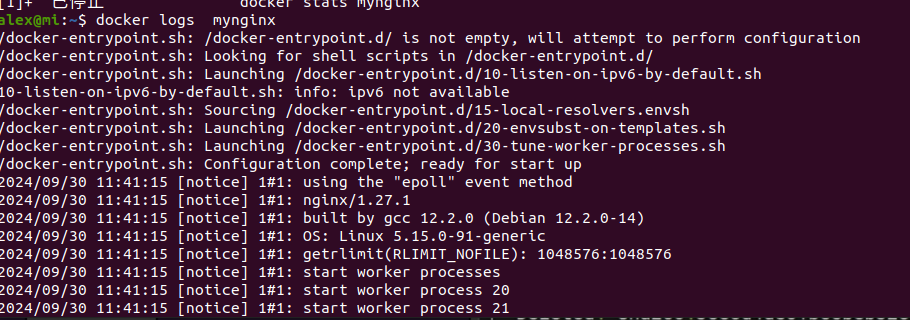 [1]+  已停止               docker stats mynginx
alex@mi:~$ docker logs  mynginx
/docker-entrypoint.sh: /docker-entrypoint.d/ is not empty, will attempt to perform configuration
/docker-entrypoint.sh: Looking for shell scripts in /docker-entrypoint.d/
/docker-entrypoint.sh: Launching /docker-entrypoint.d/10-listen-on-ipv6-by-default.sh
10-listen-on-ipv6-by-default.sh: info: ipv6 not available
/docker-entrypoint.sh: Sourcing /docker-entrypoint.d/15-local-resolvers.envsh
/docker-entrypoint.sh: Launching /docker-entrypoint.d/20-envsubst-on-templates.sh
/docker-entrypoint.sh: Launching /docker-entrypoint.d/30-tune-worker-processes.sh
/docker-entrypoint.sh: Configuration complete; ready for start up
2024/09/30 11:41:15 [notice] 1#1: using the "epoll" event method
2024/09/30 11:41:15 [notice] 1#1: nginx/1.27.1
2024/09/30 11:41:15 [notice] 1#1: built by gcc 12.2.0 (Debian 12.2.0-14)
2024/09/30 11:41:15 [notice] 1#1: OS: Linux 5.15.0-91-generic
2024/09/30 11:41:15 [notice] 1#1: getrlimit(RLIMIT_NOFILE): 1048576:1048576
2024/09/30 11:41:15 [notice] 1#1: start worker processes
2024/09/30 11:41:15 [notice] 1#1: start worker process 20
2024/09/30 11:41:15 [notice] 1#1: start worker process 21